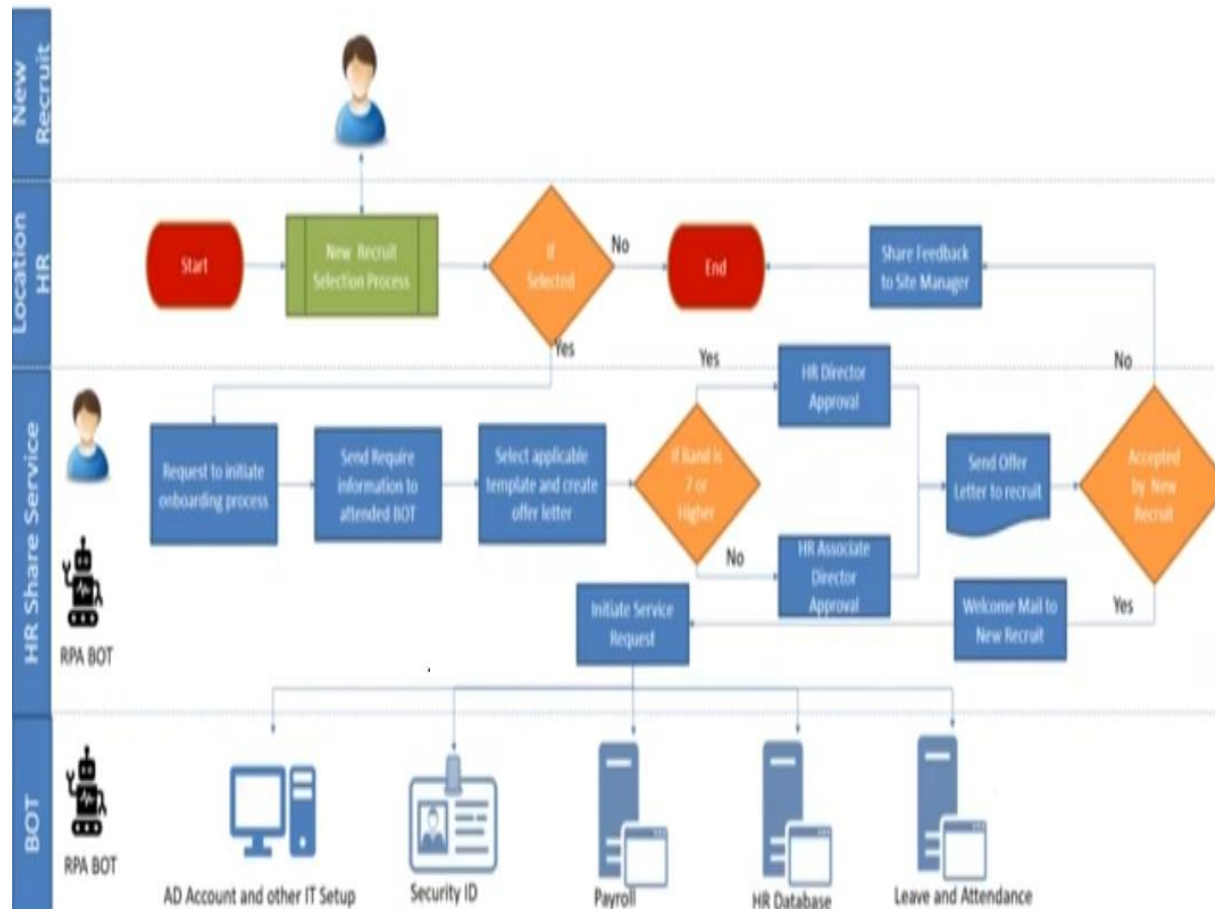 New
Recruit
Location
HR
Start
New Recruit
Selection Process
If
Selected
No
End
Share Feedback
to Site Manager
Yes
HR Share Service
RPA BOT
Request to initiate
onboarding process
Send Require
information to
attended BOT
Select applicable
template and create
offer letter
If Band is
7 or
Higher
Yes
HR Director
Approval
No
HR Associate
Director
Approval
Send Offer
Letter to recruit
Accepted
by New
Recruit
No
Yes
Welcome Mail to
New Recruit
Initiate Service
Request
BOT
RPA BOT
AD Account and other IT Setup
Security ID
Payroll
HR Database
Leave and Attendance